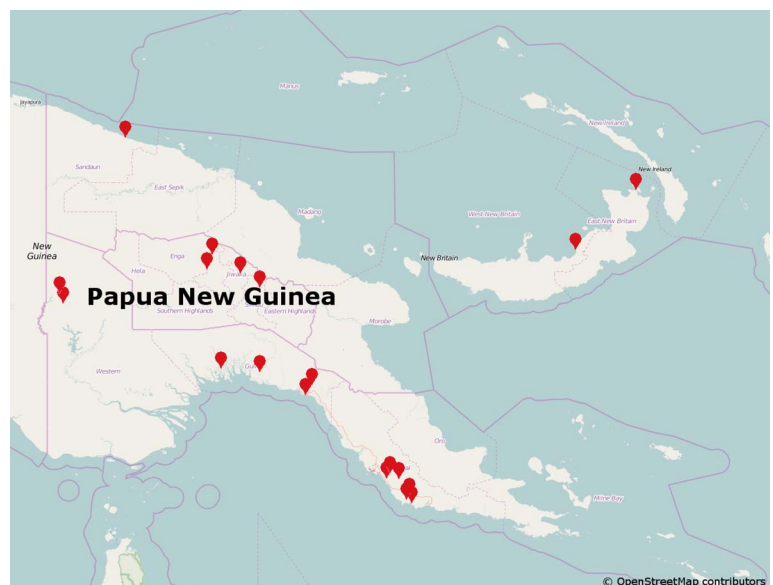 Manus
Jayapura
New Ireland
Sandaun
New Ireland
East Sepik
Madang
West New Britain
East New Britain
New
Guinea
Enga
Hela
Jiwaka
New Britain
Papua New Guinea
Southern Highlands
Eastern Highlands
Morobe
Western
Oro
Milne Bay
© OpenStreetMap contributors